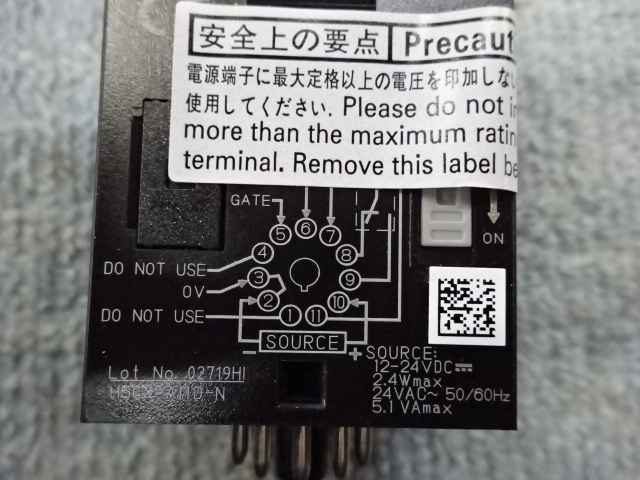 安全上の要点 Precaut
電源端子に最大定格以上の電圧を印加しな
使用してください. Please do not i
more than the maximum ratin
terminal. Remove this label be
GATE
5 6 7
4 8
DO NOT USE
3 9
0V
2 10
DO NOT USE 1 11
ON
- SOURCE +
SOURCE:
12-24VDC
2.4Wmax
24VAC~ 50/60Hz
5.1VAmax
Lot No. 02719HI